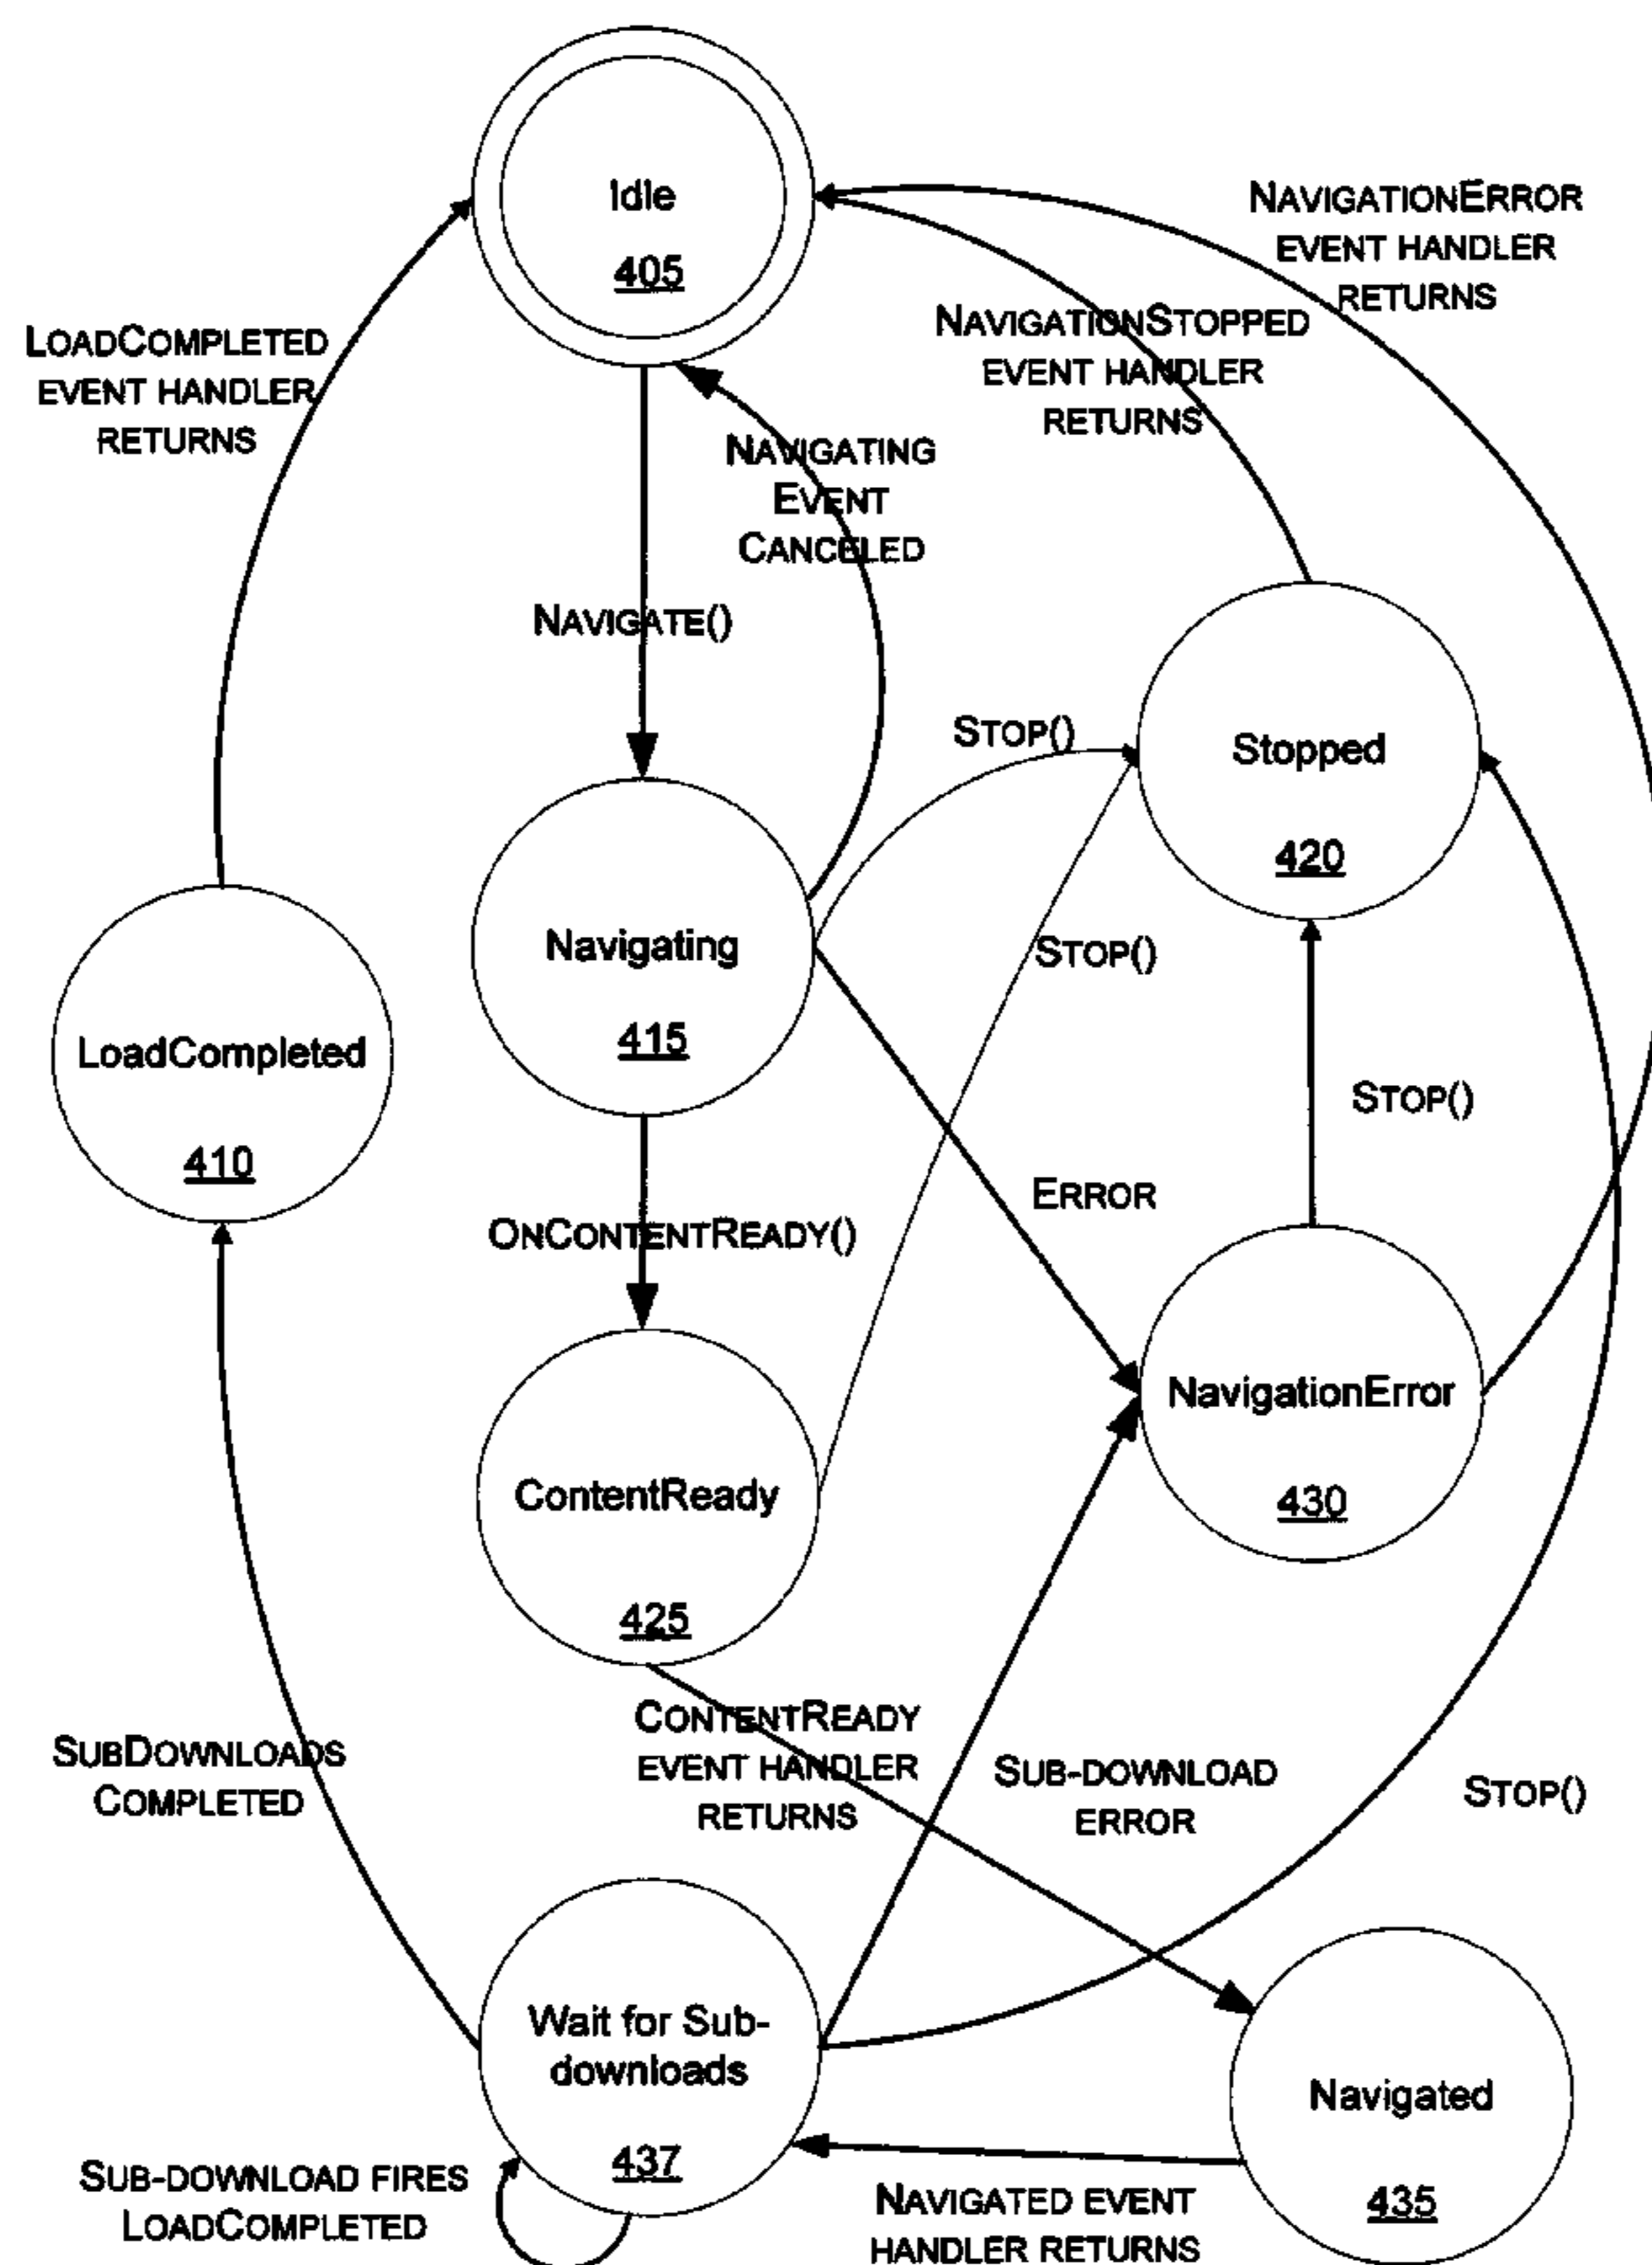 Idle
405
NAVIGATIONERROR
EVENT HANDLER
RETURNS
LOADCOMPLETED
EVENT HANDLER
RETURNS
NAVIGATIONSTOPPED
EVENT HANDLER
RETURNS
NAVIGATING
EVENT
CANCELED
NAVIGATE()
STOP()
Stopped
420
Navigating
415
STOP()
LoadCompleted
410
STOP()
ERROR
ONCONTENTREADY()
NavigationError
430
ContentReady
425
CONTENTREADY
EVENT HANDLER
RETURNS
SUBDOWNLOADS
COMPLETED
SUB-DOWNLOAD
ERROR
STOP()
Wait for Sub-
downloads
437
Navigated
435
SUB-DOWNLOAD FIRES
LOADCOMPLETED
NAVIGATED EVENT
HANDLER RETURNS